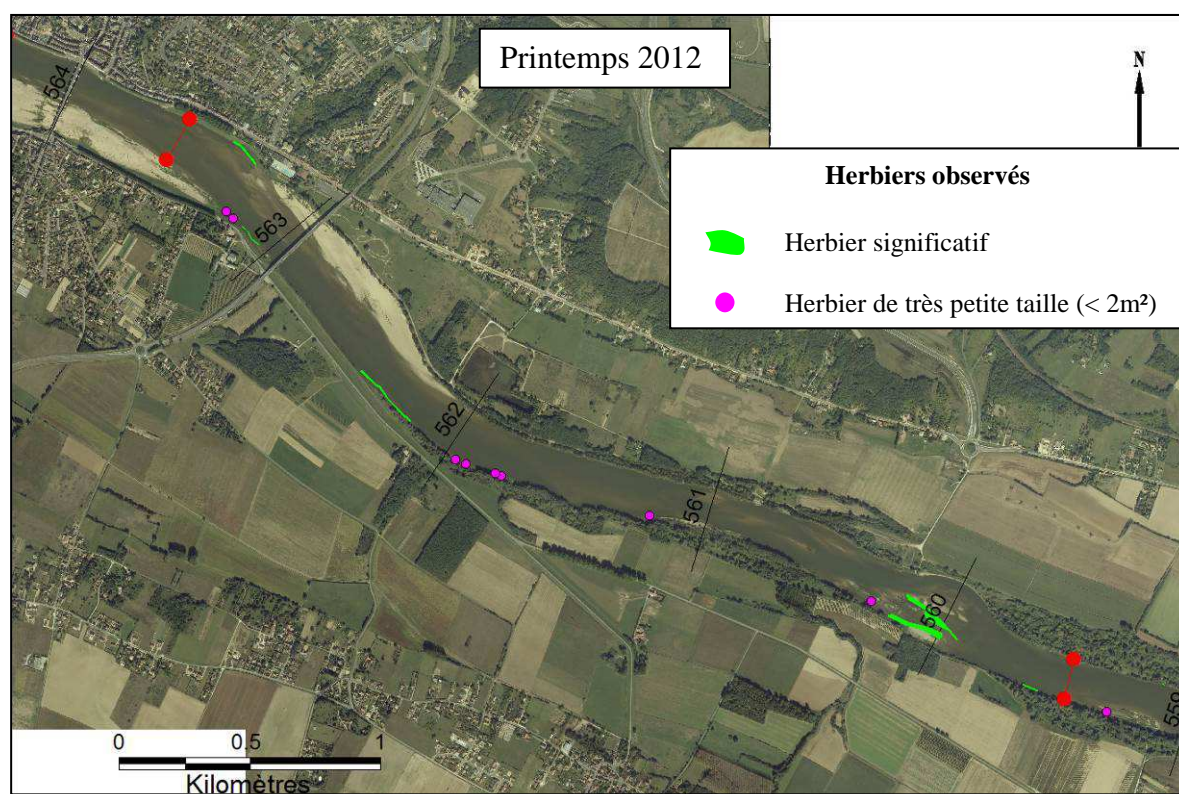 Printemps 2012
N
Herbiers observés
Herbier significatif
Herbier de très petite taille (< 2m²)
564
563
562
561
560
559
0 0.5 1
Kilomètres